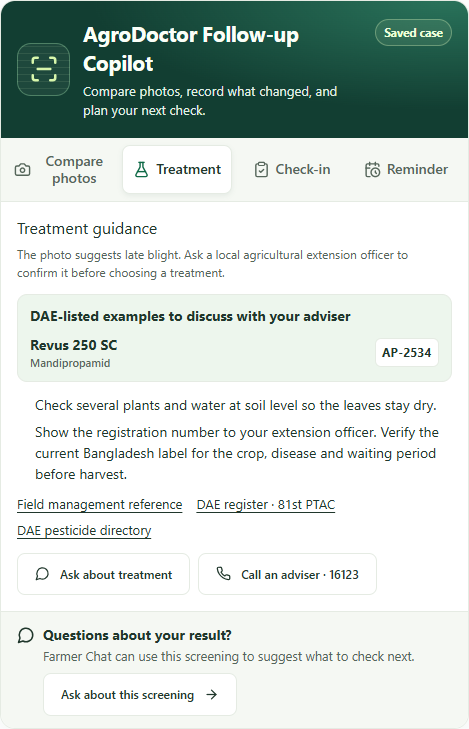 AgroDoctor Follow-up
Copilot
Saved case
Compare photos, record what changed, and
plan your next check.
Compare
photos
Treatment
Check-in
Reminder
Treatment guidance
The photo suggests late blight. Ask a local agricultural extension officer to
confirm it before choosing a treatment.
DAE-listed examples to discuss with your adviser
Revus 250 SC
Mandipropamid
AP-2534
Check several plants and water at soil level so the leaves stay dry.
Show the registration number to your extension officer. Verify the
current Bangladesh label for the crop, disease and waiting period
before harvest.
Field management reference
DAE register · 81st PTAC
DAE pesticide directory
Ask about treatment
Call an adviser · 16123
Questions about your result?
Farmer Chat can use this screening to suggest what to check next.
Ask about this screening →